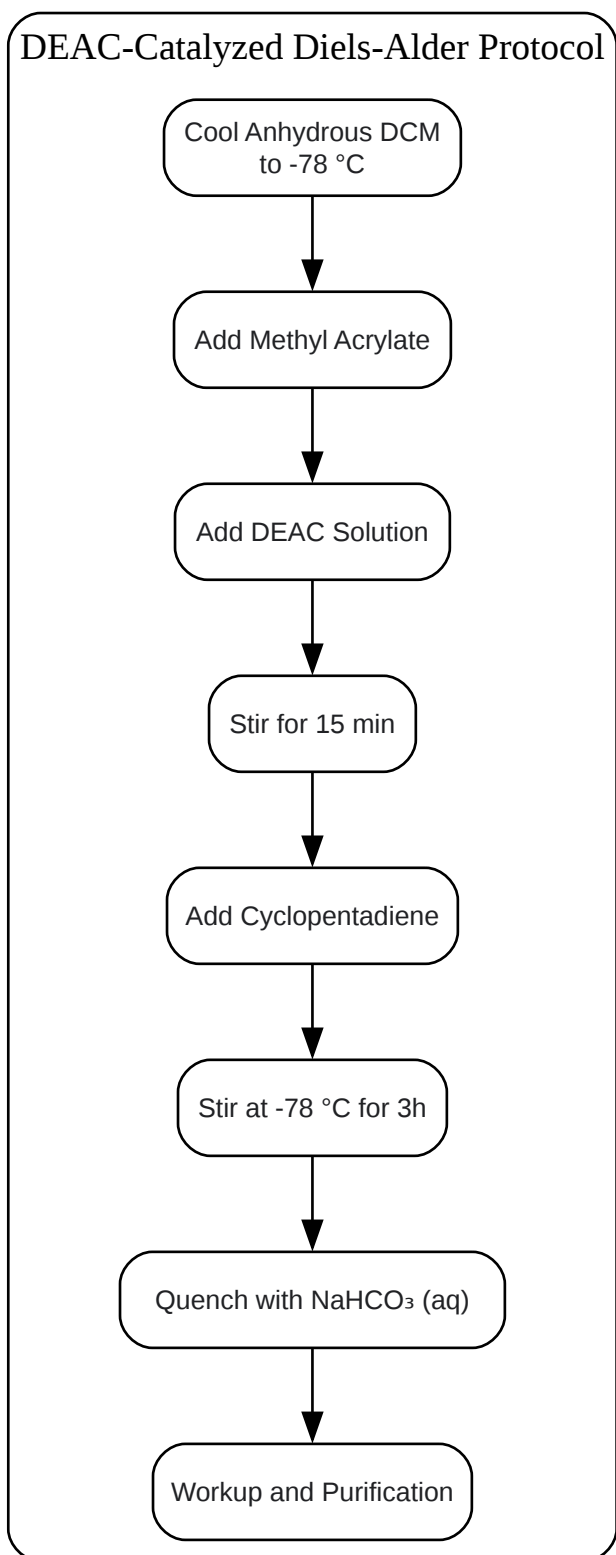 DEAC-Catalyzed Diels-Alder Protocol
Cool Anhydrous DCM
to -78 °C
Add Methyl Acrylate
Add DEAC Solution
Stir for 15 min
Add Cyclopentadiene
Stir at -78 °C for 3h
Quench with NaHCO₃ (aq)
Workup and Purification